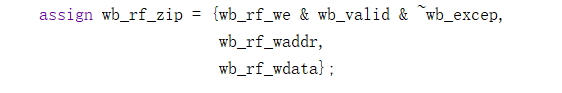 assign wb_rf_zip = {wb_rf_we & wb_valid & ~wb_excep,
wb_rf_waddr,
wb_rf_wdata};